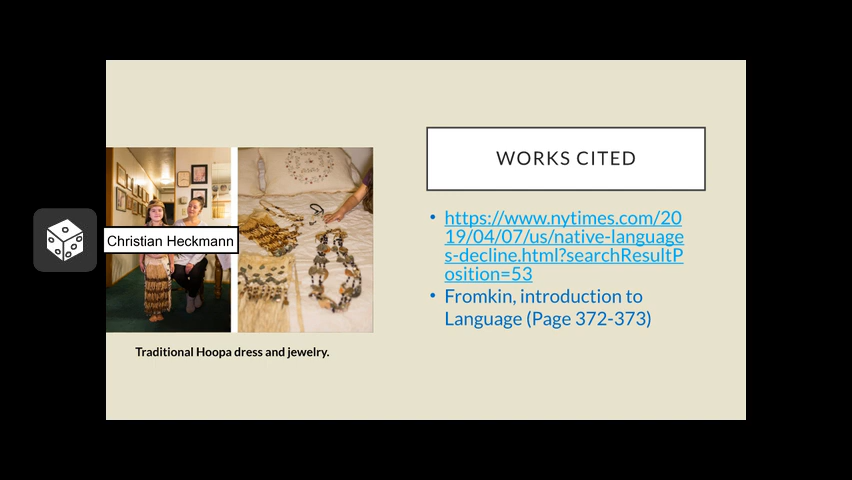 WORKS CITED
• https://www.nytimes.com/20
19/04/07/us/native-language
s-decline.html?searchResultP
osition=53
• Fromkin, introduction to
Language (Page 372-373)
Christian Heckmann
Traditional Hoopa dress and jewelry.